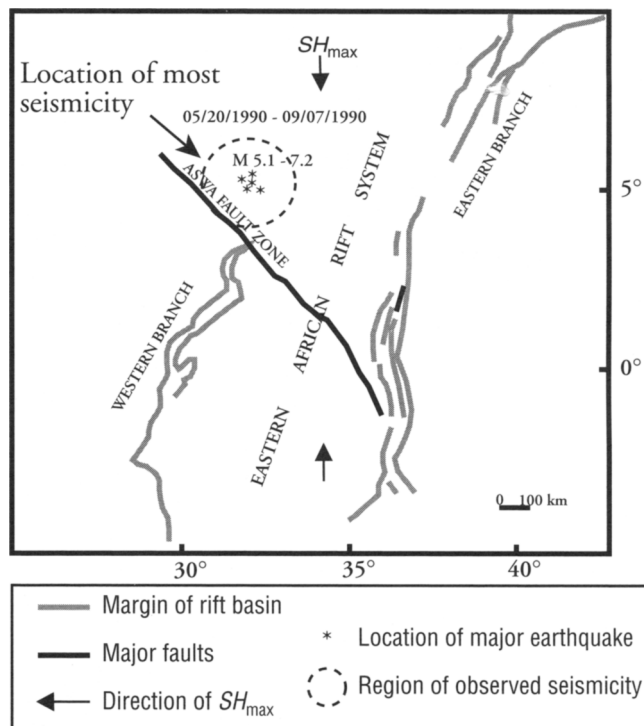 SHmax
Location of most
seismicity
05/20/1990 - 09/07/1990
M 5.1 - 7.2
ASWA FAULT ZONE
EASTERN BRANCH
WESTERN BRANCH
EASTERN AFRICAN RIFT SYSTEM
5°
0°
0 100 km
30°
35°
40°
Margin of rift basin
Major faults
Direction of SHmax
* Location of major earthquake
Region of observed seismicity